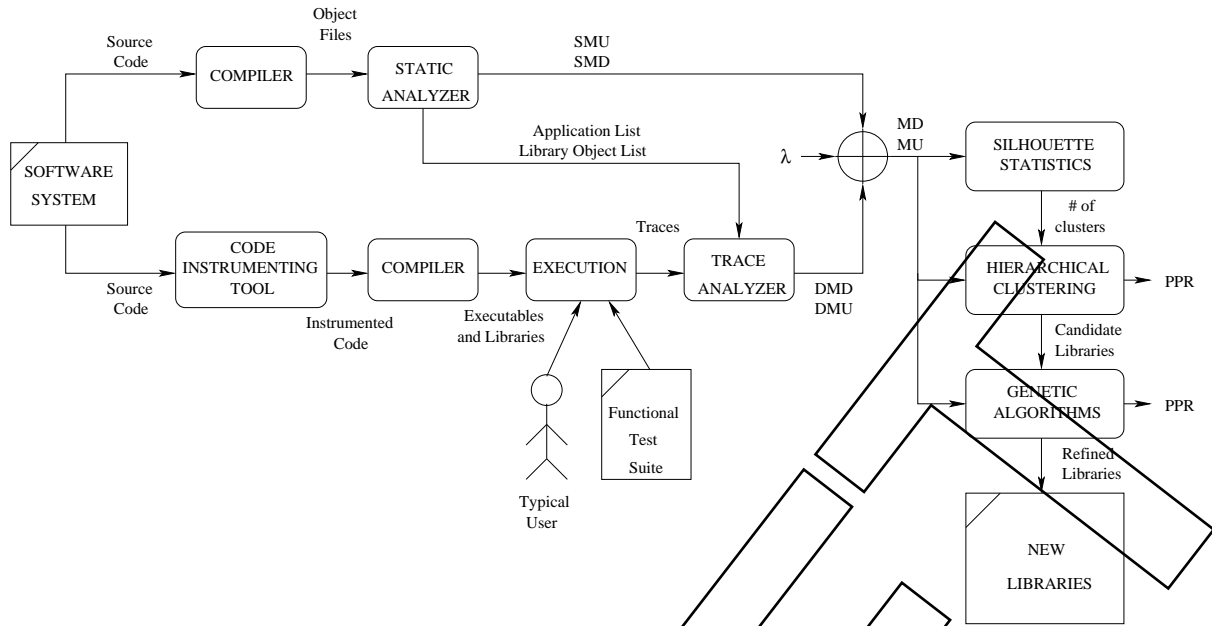 Object
Files
Source
Code
COMPILER
STATIC
ANALYZER
SMU
SMD
Application List
Library Object List
SOFTWARE
SYSTEM
λ
MD
MU
SILHOUETTE
STATISTICS
# of
clusters
Source
Code
CODE
INSTRUMENTING
TOOL
Instrumented
Code
COMPILER
Executables
and Libraries
EXECUTION
Traces
TRACE
ANALYZER
DMD
DMU
HIERARCHICAL
CLUSTERING
PPR
Candidate
Libraries
GENETIC
ALGORITHMS
PPR
Refined
Libraries
Typical
User
Functional
Test
Suite
NEW
LIBRARIES